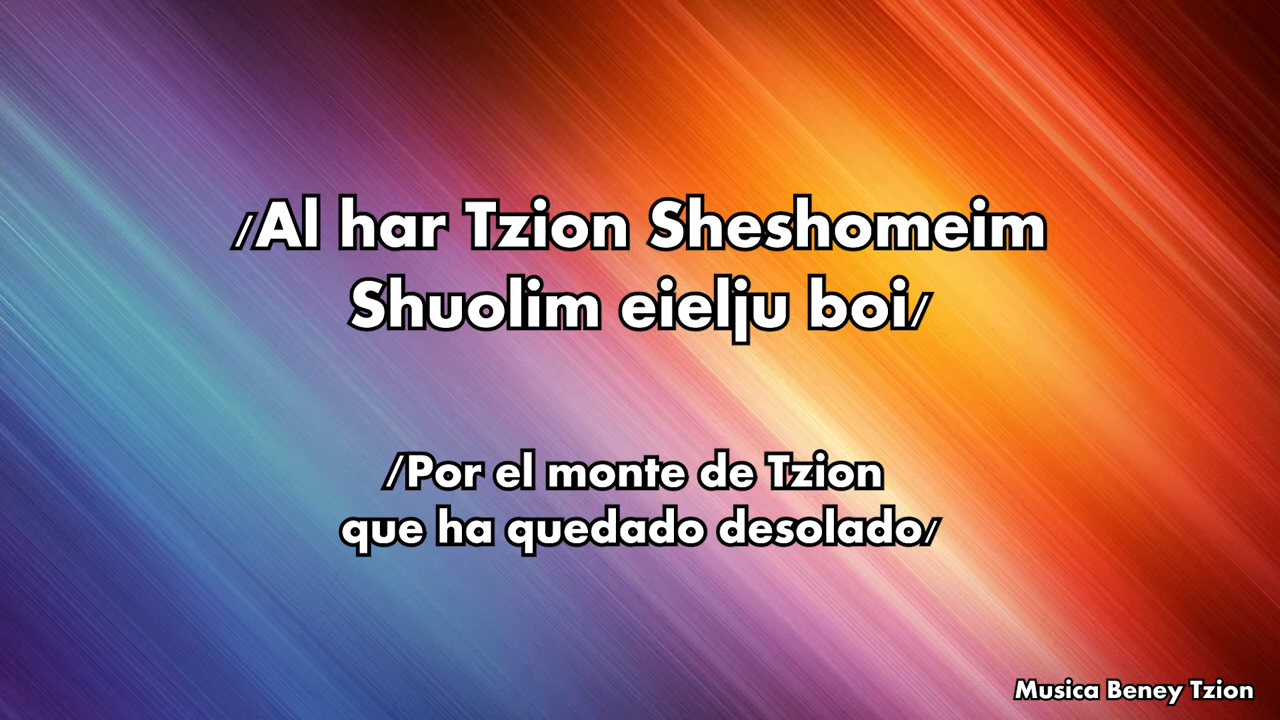 /Al har Tzion Sheshomeim
Shuolim eielju boi/
/Por el monte de Tzion
que ha quedado desolado/
Musica Beney Tzion